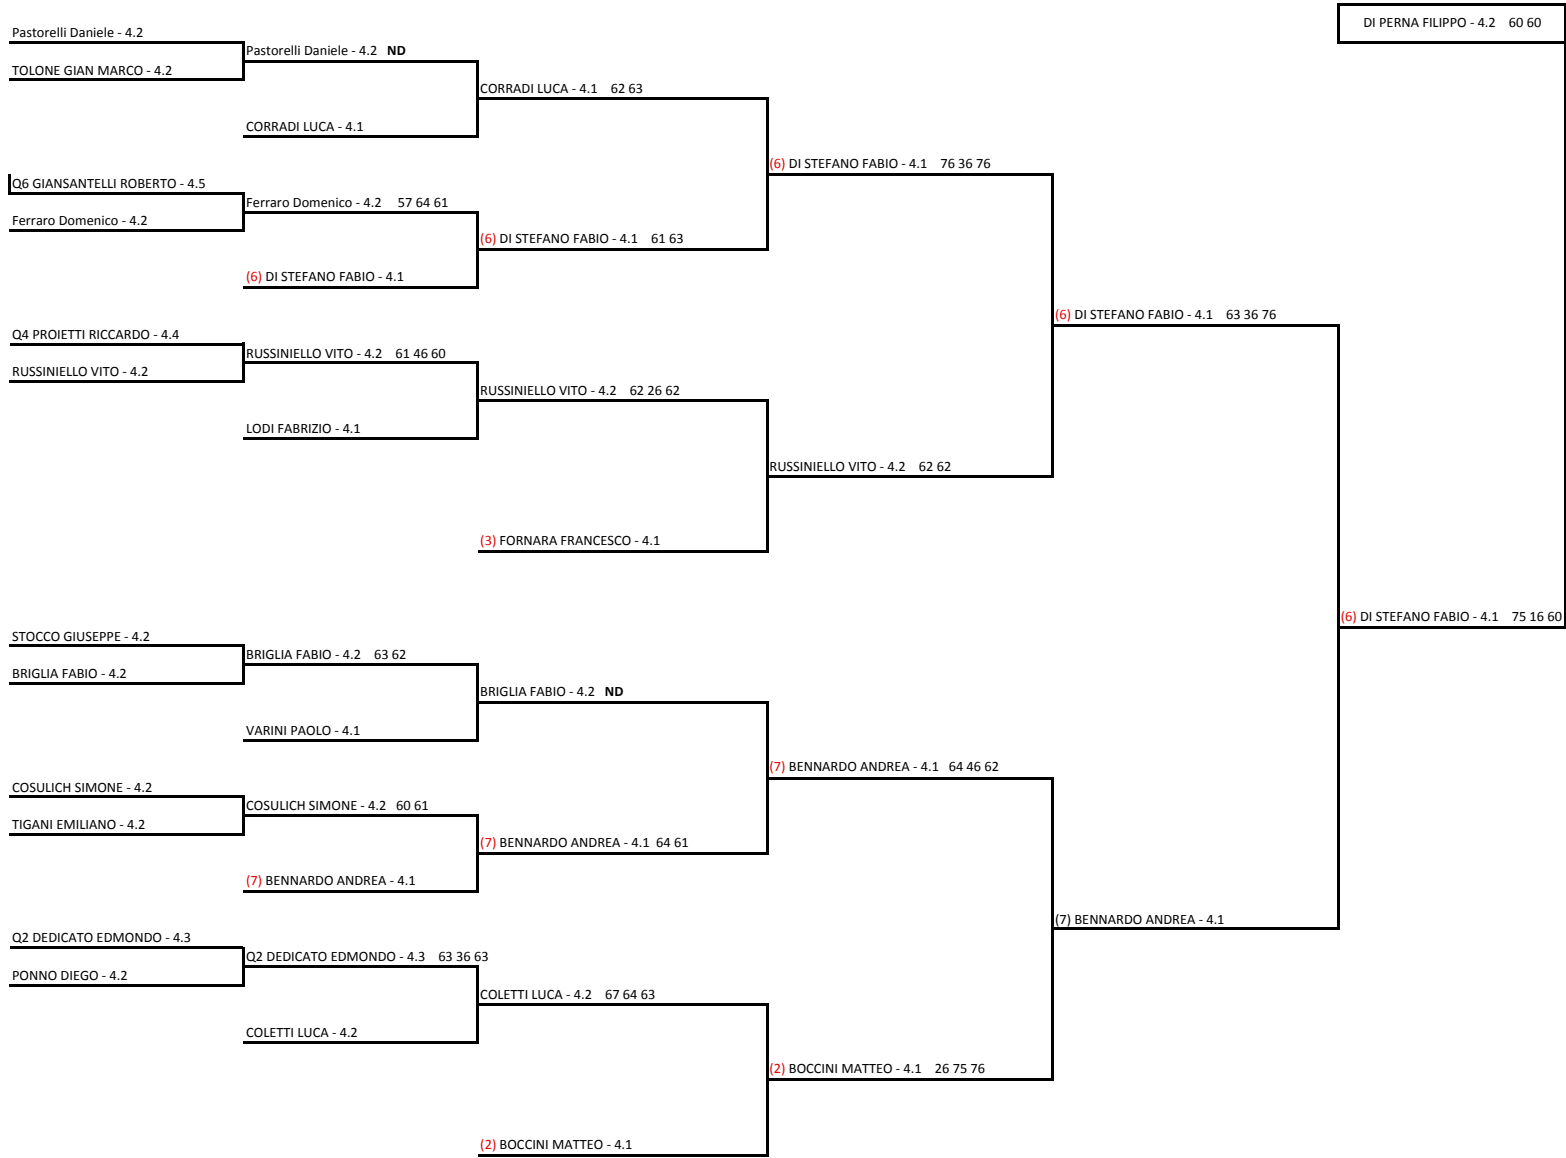 DI PERNA FILIPPO - 4.2 60 60
Pastorelli Daniele - 4.2
Pastorelli Daniele - 4.2 ND
TOLONE GIAN MARCO - 4.2
CORRADI LUCA - 4.1 62 63
CORRADI LUCA - 4.1
(6) DI STEFANO FABIO - 4.1 76 36 76
Q6 GIANSANTELLI ROBERTO - 4.5
Ferraro Domenico - 4.2 57 64 61
Ferraro Domenico - 4.2
(6) DI STEFANO FABIO - 4.1 61 63
(6) DI STEFANO FABIO - 4.1
(6) DI STEFANO FABIO - 4.1 63 36 76
Q4 PROIETTI RICCARDO - 4.4
RUSSINIELLO VITO - 4.2 61 46 60
RUSSINIELLO VITO - 4.2
RUSSINIELLO VITO - 4.2 62 26 62
LODI FABRIZIO - 4.1
RUSSINIELLO VITO - 4.2 62 62
(3) FORNARA FRANCESCO - 4.1
(6) DI STEFANO FABIO - 4.1 75 16 60
STOCCO GIUSEPPE - 4.2
BRIGLIA FABIO - 4.2 63 62
BRIGLIA FABIO - 4.2
BRIGLIA FABIO - 4.2 ND
VARINI PAOLO - 4.1
(7) BENNARDO ANDREA - 4.1 64 46 62
COSULICH SIMONE - 4.2
COSULICH SIMONE - 4.2 60 61
TIGANI EMILIANO - 4.2
(7) BENNARDO ANDREA - 4.1 64 61
(7) BENNARDO ANDREA - 4.1
(7) BENNARDO ANDREA - 4.1
Q2 DEDICATO EDMONDO - 4.3
Q2 DEDICATO EDMONDO - 4.3 63 36 63
PONNO DIEGO - 4.2
COLETTI LUCA - 4.2 67 64 63
COLETTI LUCA - 4.2
(2) BOCCINI MATTEO - 4.1 26 75 76
(2) BOCCINI MATTEO - 4.1